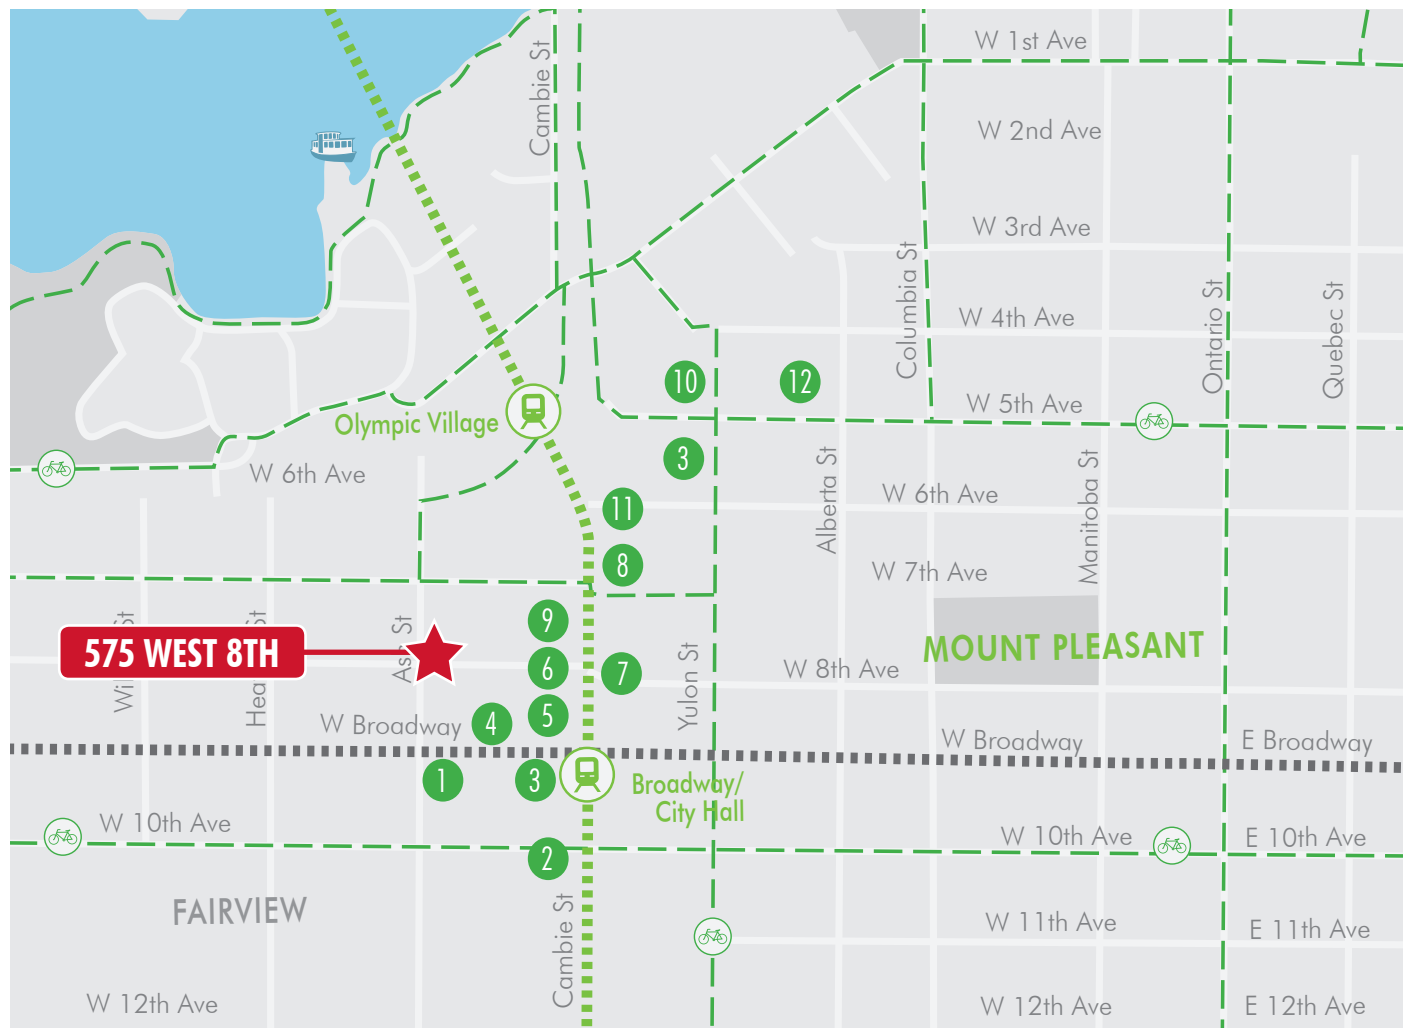 W 1st Ave
Cambie St
W 2nd Ave
W 3rd Ave
Columbia St
Ontario St
Quebec St
W 4th Ave
10
12
W 5th Ave
Olympic Village
3
W 6th Ave
Alberta St
Manitoba St
W 6th Ave
11
8
W 7th Ave
9
575 WEST 8TH
MOUNT PLEASANT
6
7
W 8th Ave
Yulon St
5
4
W Broadway
W Broadway
E Broadway
1
3
Broadway/
City Hall
W 10th Ave
W 10th Ave
E 10th Ave
2
FAIRVIEW
Cambie St
W 11th Ave
E 11th Ave
W 12th Ave
W 12th Ave
E 12th Ave